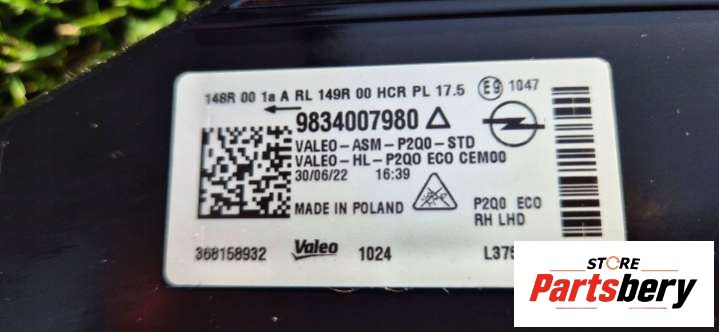 148R 00 1a A RL 149R 00 HCR PL 17.5 E9 1047
9834007980
VALEO-ASM-P2Q0-STD
VALEO-HL-P2Q0 ECO CEM00
30/06/22 16:39
P2Q0 ECO
MADE IN POLAND
RH LHD
368158932 Valeo 1024 L375
STORE
Partsbery